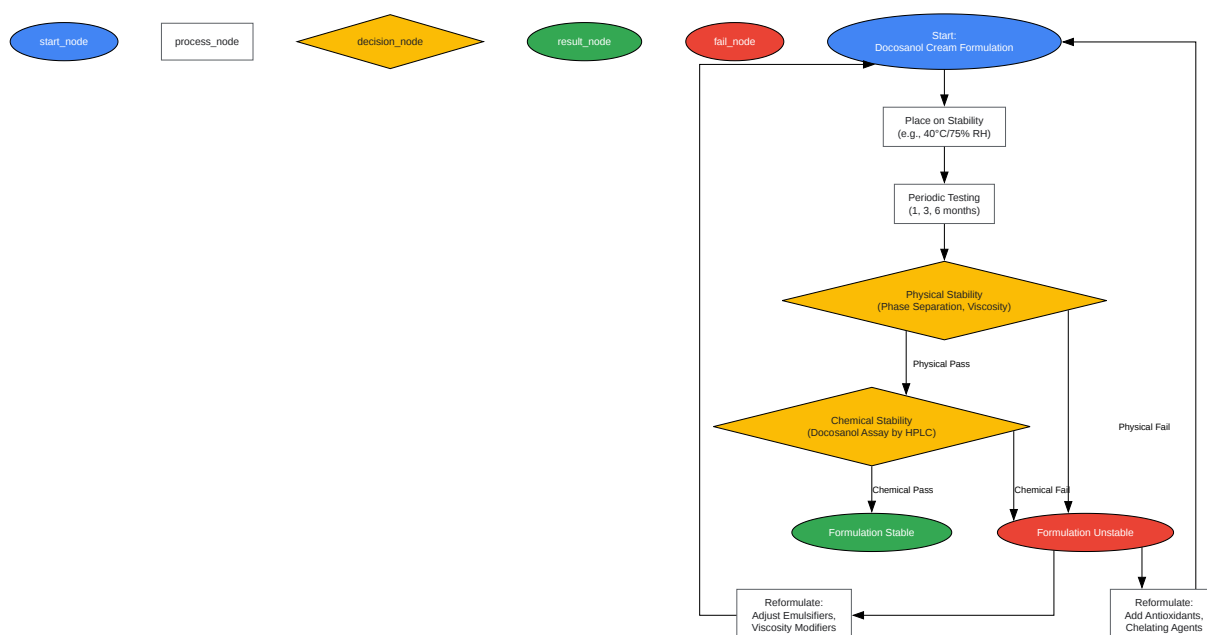 start_node
process_node
decision_node
result_node
fail_node
Start:
Docosanol Cream Formulation
Place on Stability
(e.g., 40°C/75% RH)
Periodic Testing
(1, 3, 6 months)
Physical Stability
(Phase Separation, Viscosity)
Physical Pass
Chemical Stability
(Docosanol Assay by HPLC)
Physical Fail
Chemical Pass
Chemical Fail
Formulation Stable
Formulation Unstable
Reformulate:
Adjust Emulsifiers,
Viscosity Modifiers
Reformulate:
Add Antioxidants,
Chelating Agents